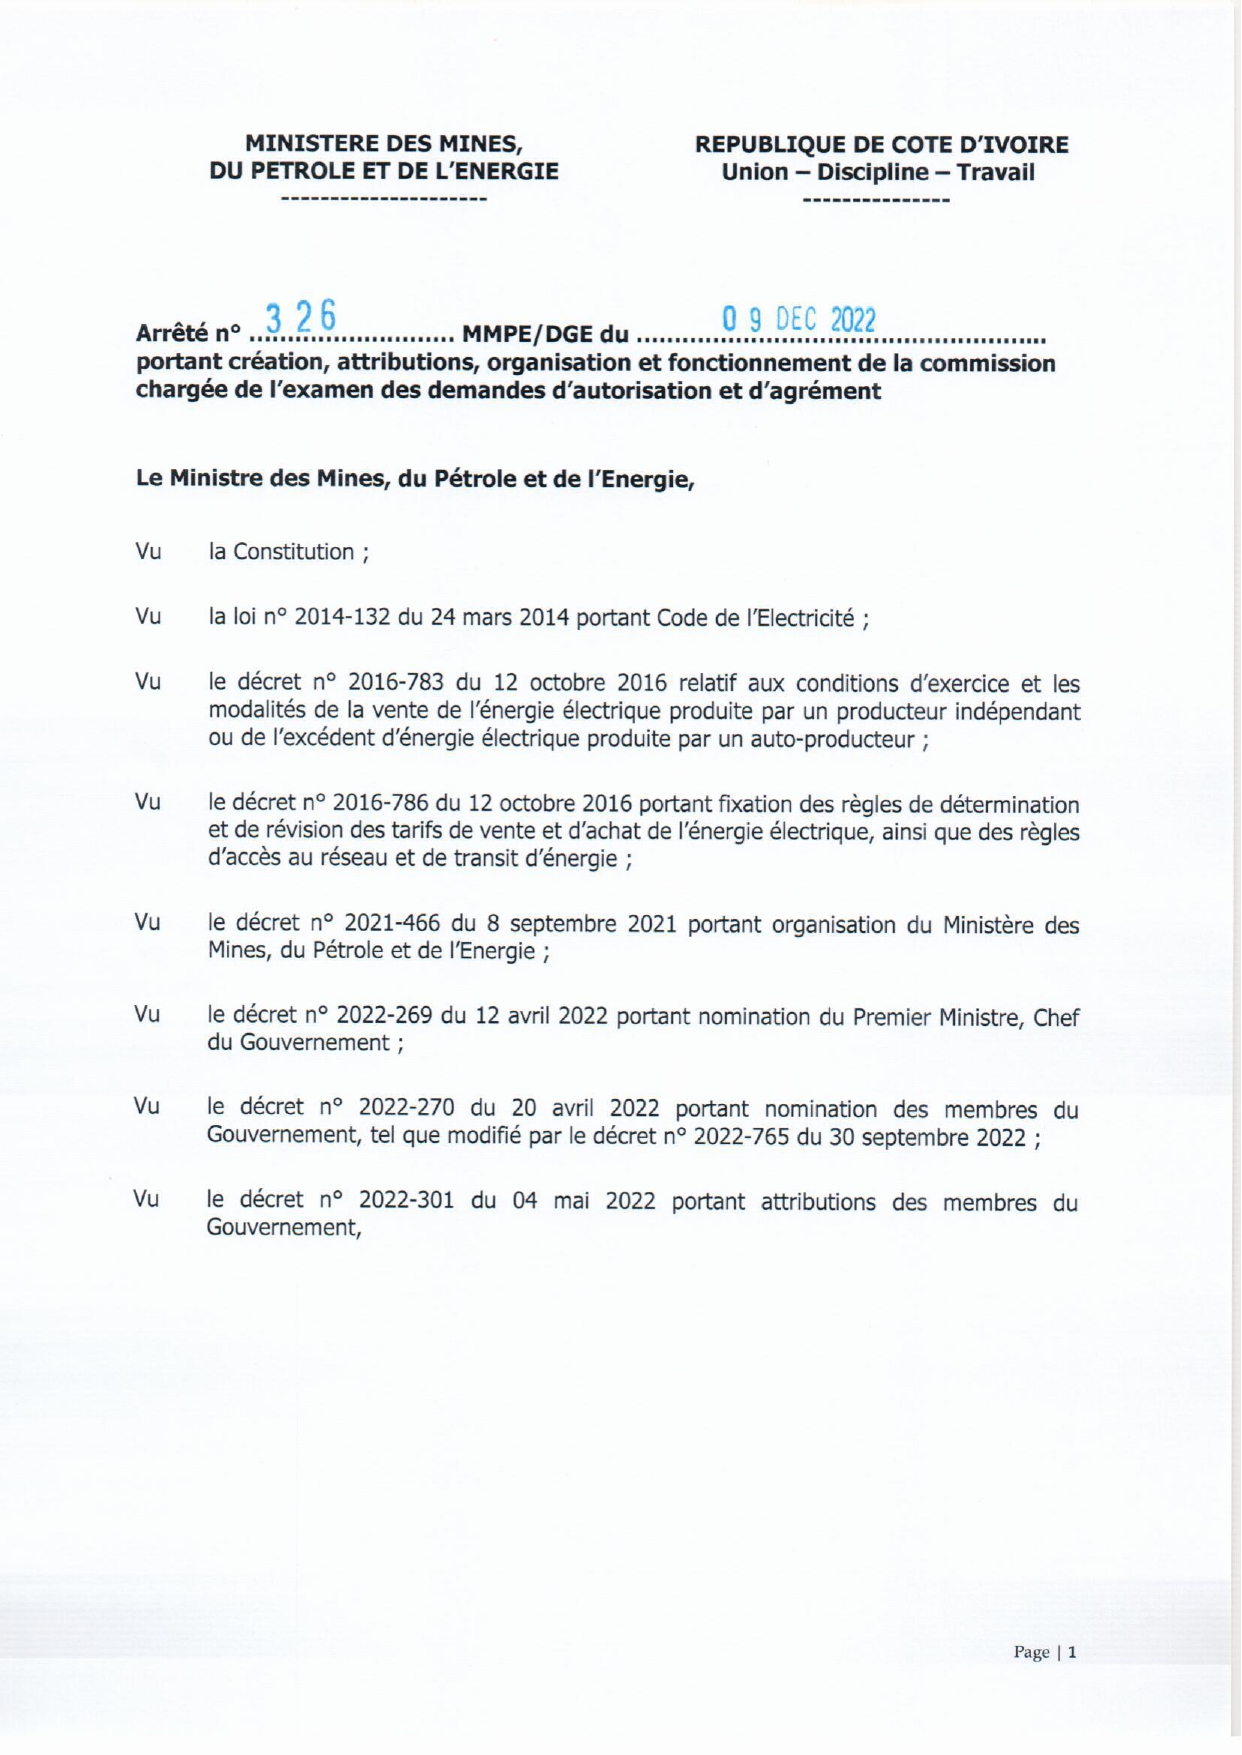 MINISTERE DES MINES,
DU PETROLE ET DE L'ENERGIE
---------------------
REPUBLIQUE DE COTE D'IVOIRE
Union – Discipline – Travail
---------------
Arrêté n° ...3 26.......................... MMPE/DGE du .............0 9 DEC 2022..........................
portant création, attributions, organisation et fonctionnement de la commission
chargée de l'examen des demandes d'autorisation et d'agrément
Le Ministre des Mines, du Pétrole et de l'Energie,
Vu la Constitution ;
Vu la loi n° 2014-132 du 24 mars 2014 portant Code de l'Electricité ;
Vu le décret n° 2016-783 du 12 octobre 2016 relatif aux conditions d'exercice et les
modalités de la vente de l'énergie électrique produite par un producteur indépendant
ou de l'excédent d'énergie électrique produite par un auto-producteur ;
Vu le décret n° 2016-786 du 12 octobre 2016 portant fixation des règles de détermination
et de révision des tarifs de vente et d'achat de l'énergie électrique, ainsi que des règles
d'accès au réseau et de transit d'énergie ;
Vu le décret n° 2021-466 du 8 septembre 2021 portant organisation du Ministère des
Mines, du Pétrole et de l'Energie ;
Vu le décret n° 2022-269 du 12 avril 2022 portant nomination du Premier Ministre, Chef
du Gouvernement ;
Vu le décret n° 2022-270 du 20 avril 2022 portant nomination des membres du
Gouvernement, tel que modifié par le décret n° 2022-765 du 30 septembre 2022 ;
Vu le décret n° 2022-301 du 04 mai 2022 portant attributions des membres du
Gouvernement,
Page | 1